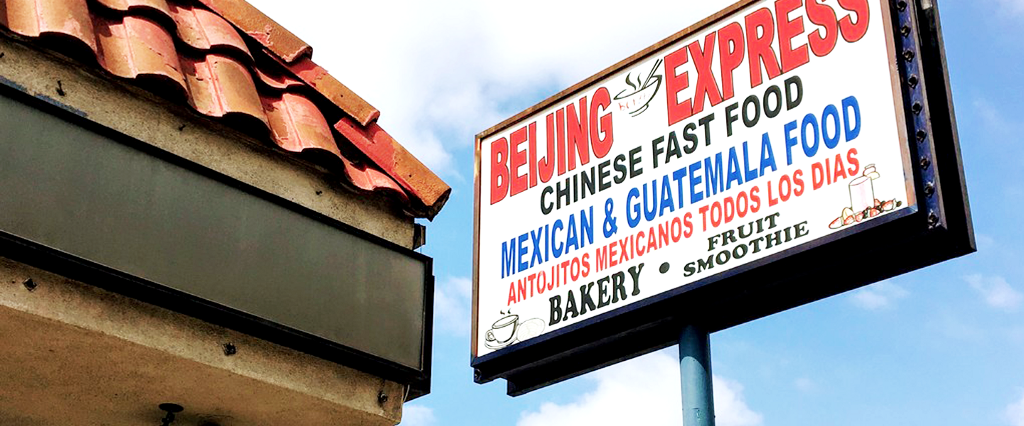 BEIJING EXPRESS
CHINESE FAST FOOD
MEXICAN & GUATEMALA FOOD
ANTOJITOS MEXICANOS TODOS LOS DIAS
BAKERY • FRUIT SMOOTHIE